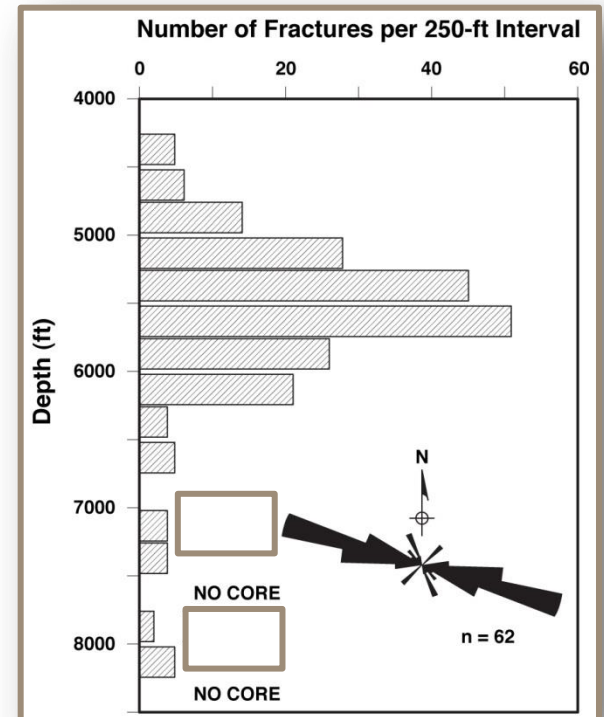 Number of Fractures per 250-ft Interval
0 20 40 60
4000
5000
6000
7000
8000
Depth (ft)
N
NO CORE
n = 62
NO CORE